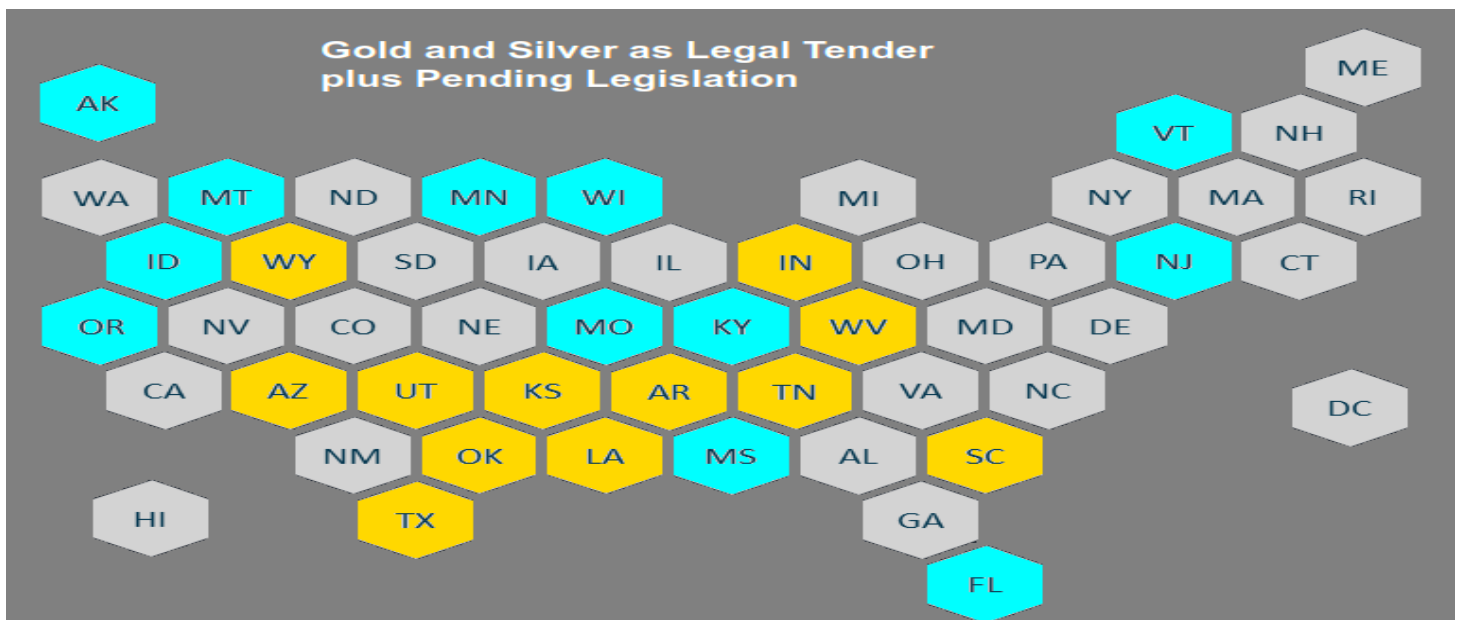 Gold and Silver as Legal Tender
plus Pending Legislation
ME
AK
VT NH
WA MT ND MN WI MI NY MA RI
ID WY SD IA IL IN OH PA NJ CT
OR NV CO NE MO KY WV MD DE
CA AZ UT KS AR TN VA NC
DC
NM OK LA MS AL SC
HI TX GA
FL